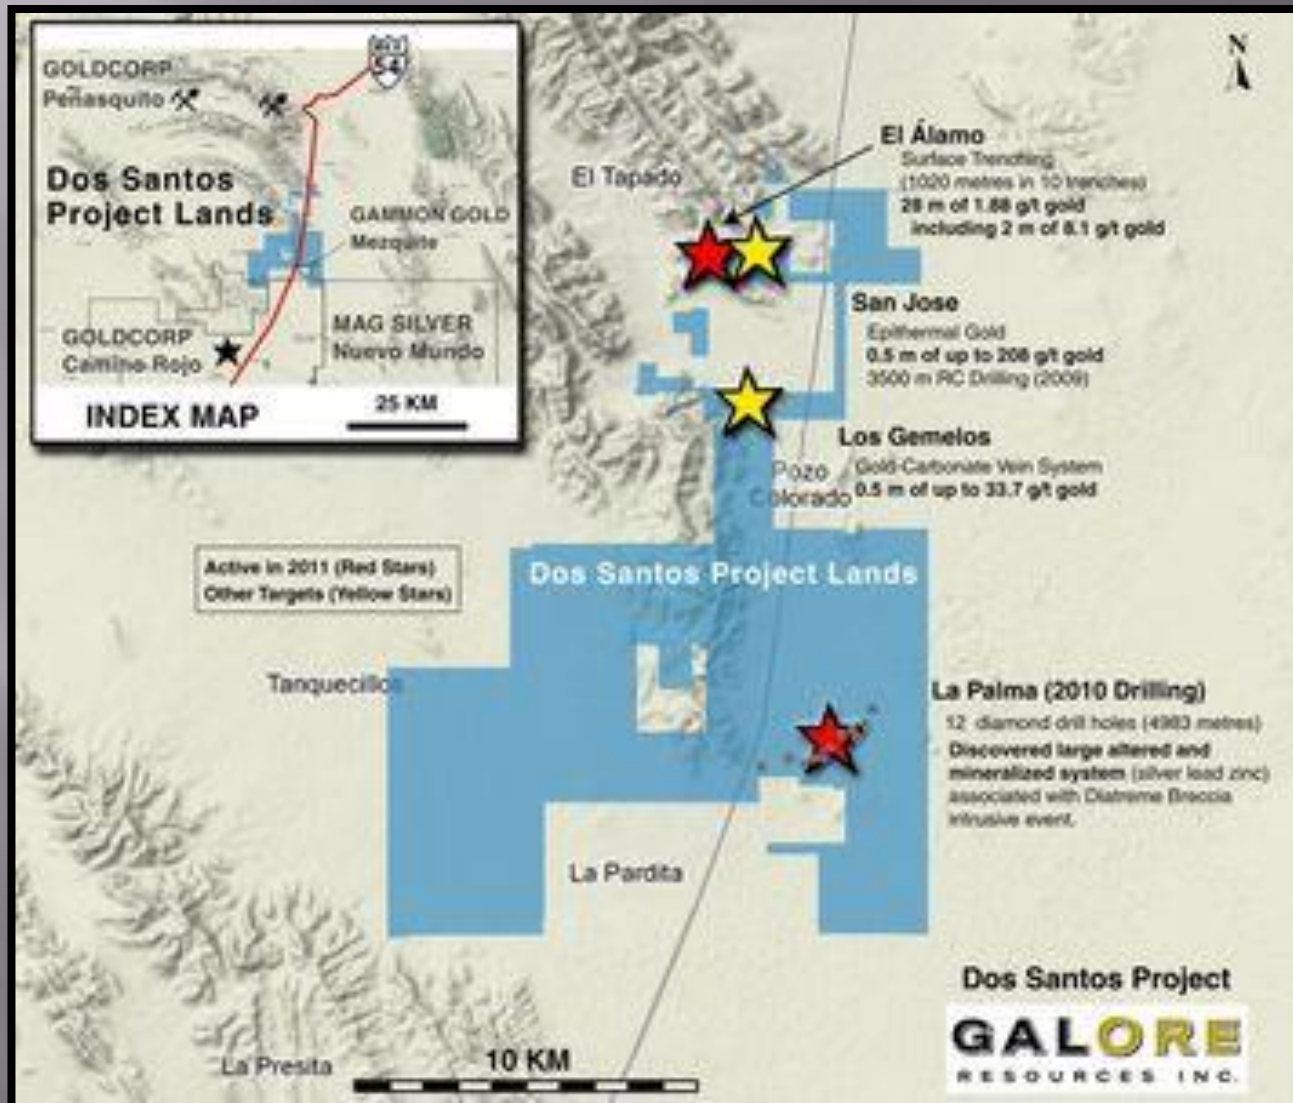 GOLDCORP
Peñasquito
HWY
54
Dos Santos
Project Lands
GAMMON GOLD
Mezquite
GOLDCORP
Camino Rojo
MAG SILVER
Nuevo Mundo
INDEX MAP
25 KM
N
El Tapado
El Álamo
Surface Trenching
(1020 metres in 10 trenches)
28 m of 1.88 g/t gold
including 2 m of 8.1 g/t gold
San Jose
Epithermal Gold
0.5 m of up to 208 g/t gold
3500 m RC Drilling (2009)
Los Gemelos
Gold-Carbonate Vein System
0.5 m of up to 33.7 g/t gold
Pozo
Colorado
Active in 2011 (Red Stars)
Other Targets (Yellow Stars)
Dos Santos Project Lands
Tanquecillos
La Palma (2010 Drilling)
12 diamond drill holes (4983 metres)
Discovered large altered and
mineralized system (silver lead zinc)
associated with Diatreme Breccia
intrusive event.
La Pardita
La Presita
10 KM
Dos Santos Project
GALORE
RESOURCES INC.